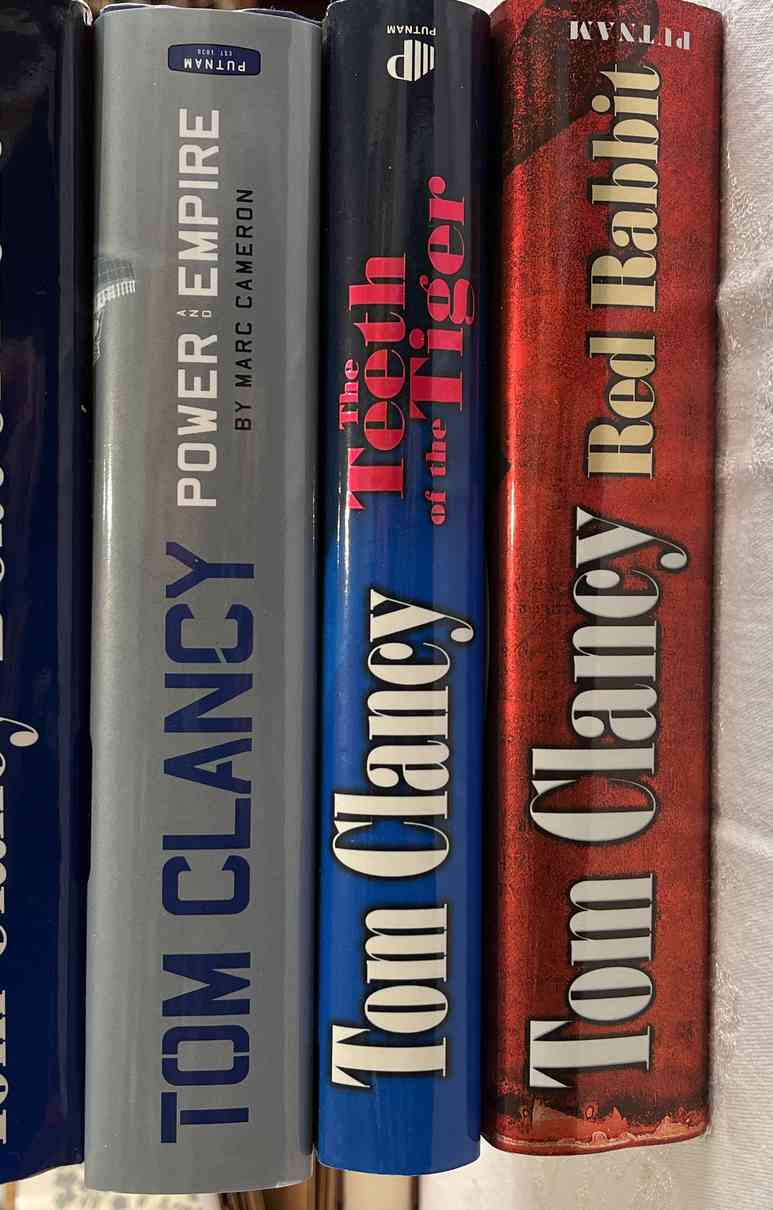 TOM CLANCY
POWER AND EMPIRE
BY MARC CAMERON
PUTNAM
EST 1838
Tom Clancy
The
Teeth
of the Tiger
PUTNAM
Tom Clancy
Red Rabbit
PUTNAM